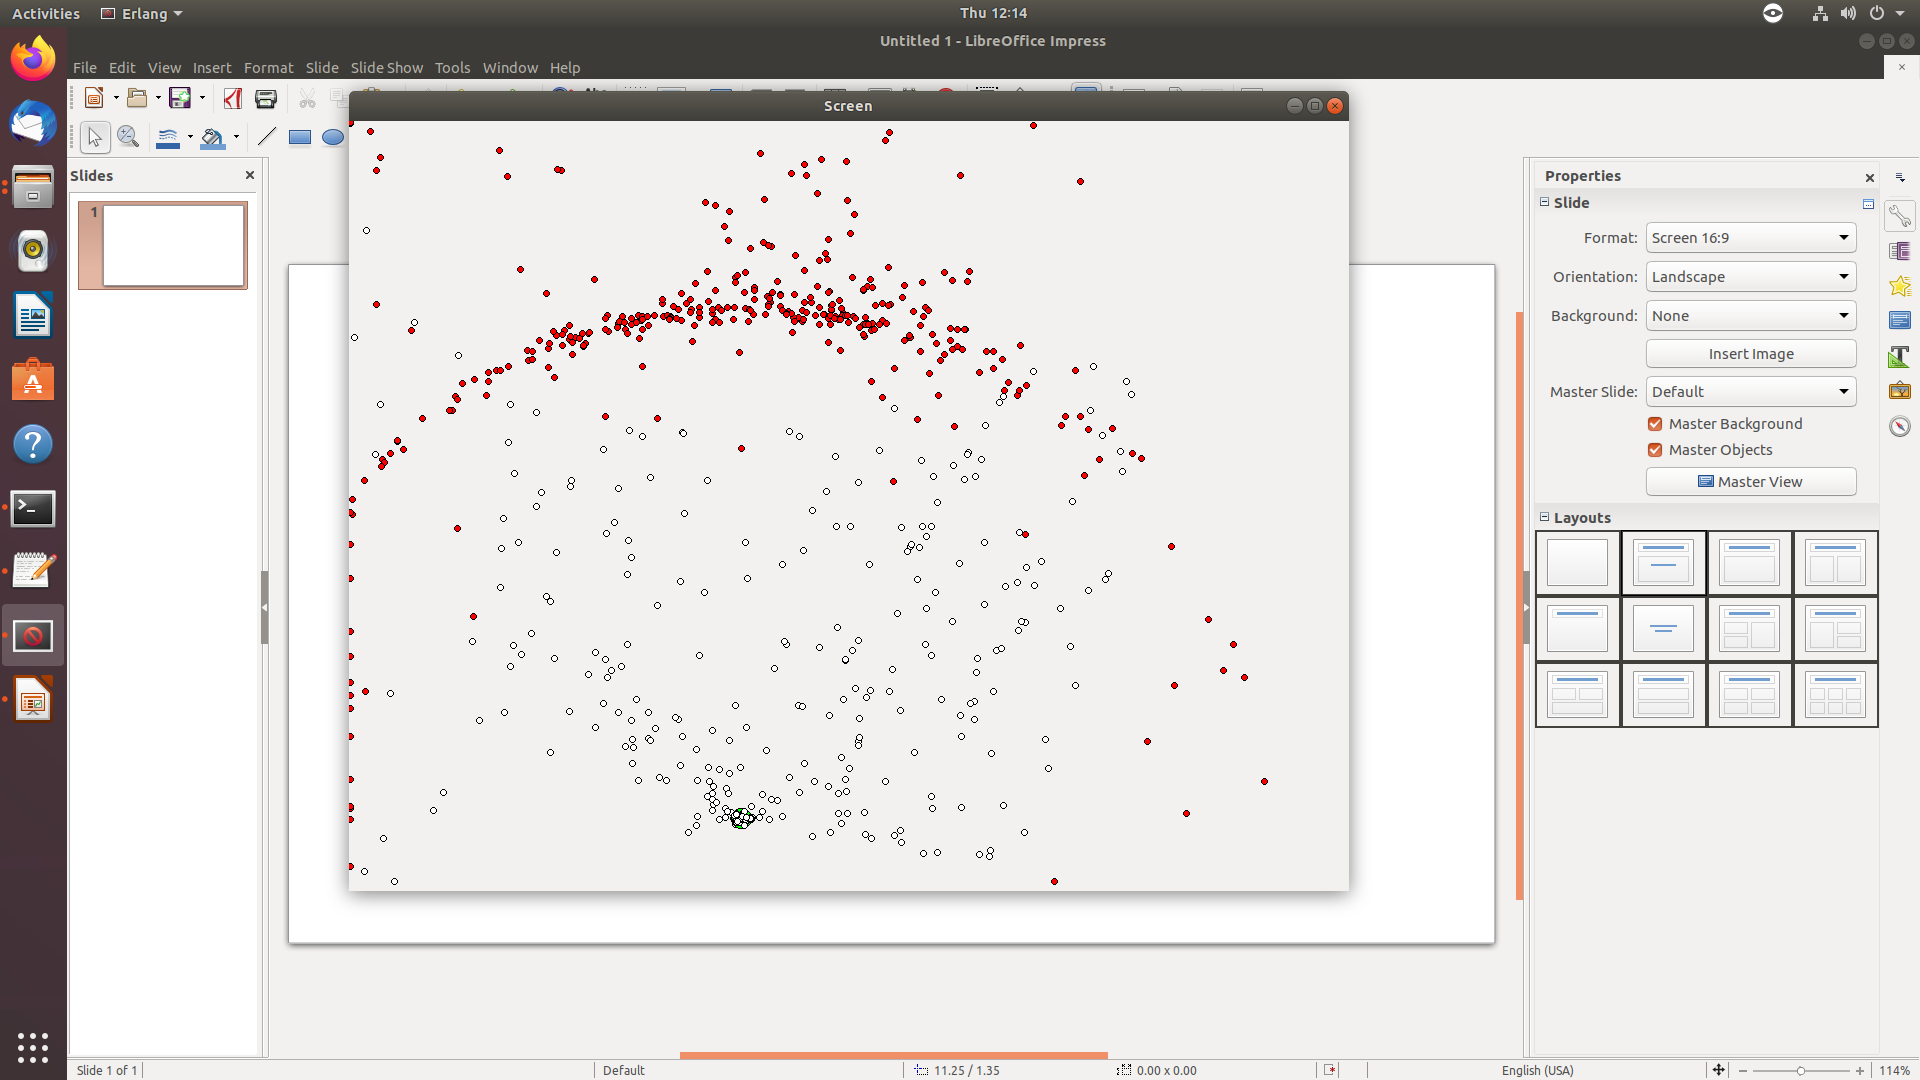 Activities Erlang Thu 12:14
Untitled 1 - LibreOffice Impress
File Edit View Insert Format Slide Slide Show Tools Window Help
Screen
Slides
1
Properties
Slide
Format: Screen 16:9
Orientation: Landscape
Background: None
Insert Image
Master Slide: Default
Master Background
Master Objects
Master View
Layouts
Slide 1 of 1 Default 11.25 / 1.35 0.00 x 0.00 English (USA) 114%